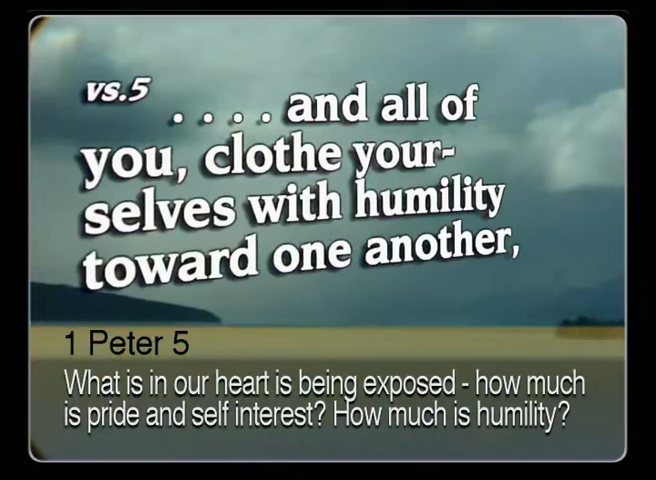 vs.5 . . . . and all of
you, clothe your-
selves with humility
toward one another,
1 Peter 5
What is in our heart is being exposed - how much
is pride and self interest? How much is humility?